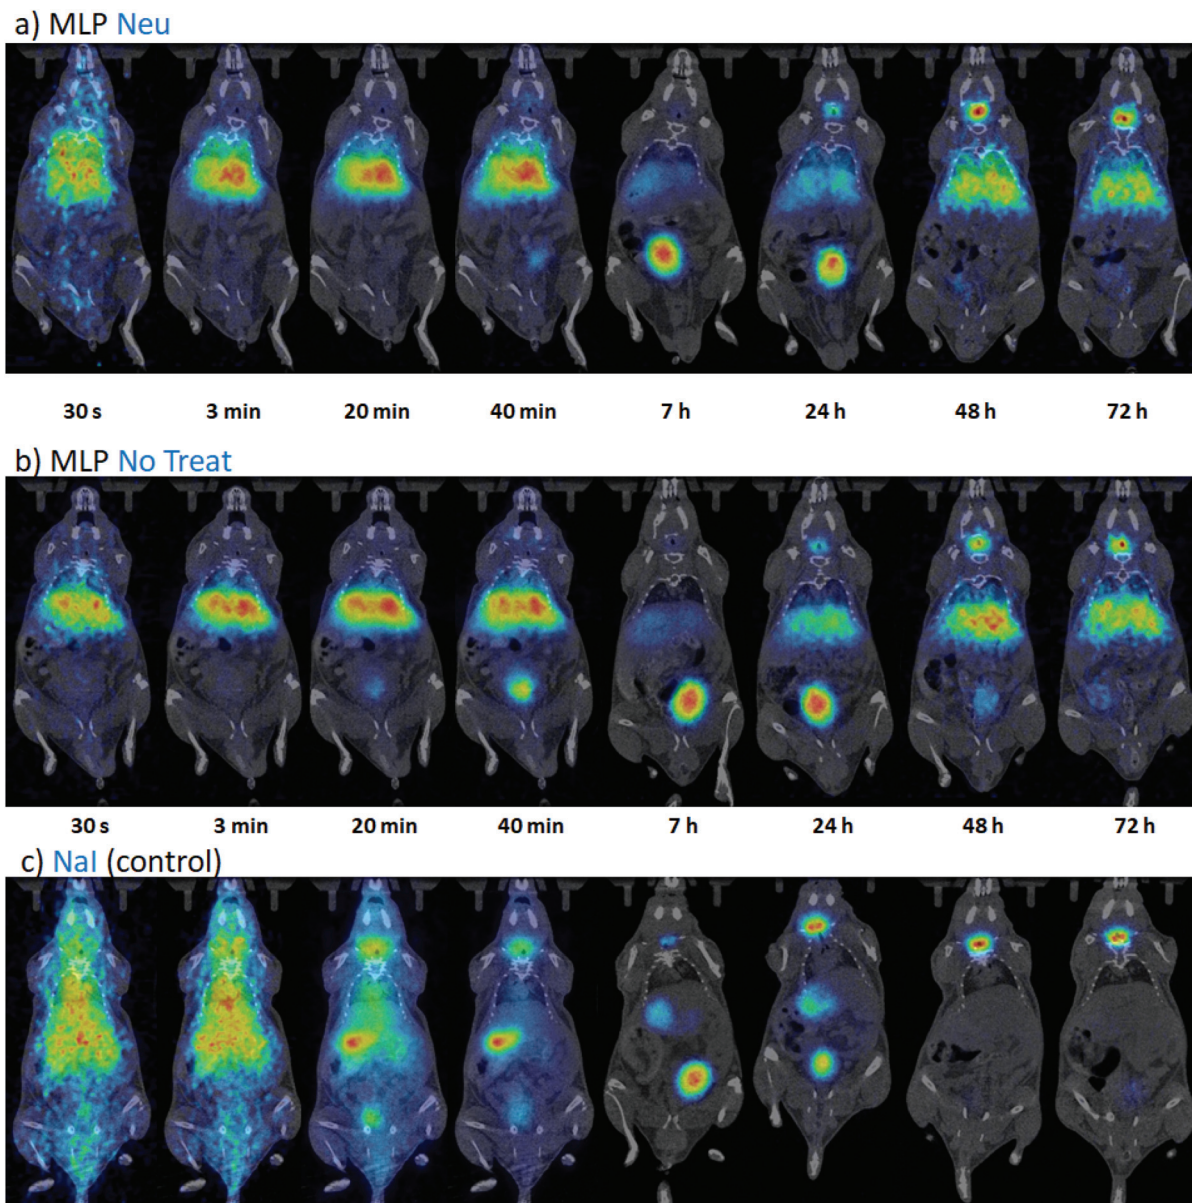 a) MLP Neu
30 s 3 min 20 min 40 min 7 h 24 h 48 h 72 h
b) MLP No Treat
30 s 3 min 20 min 40 min 7 h 24 h 48 h 72 h
c) NaI (control)